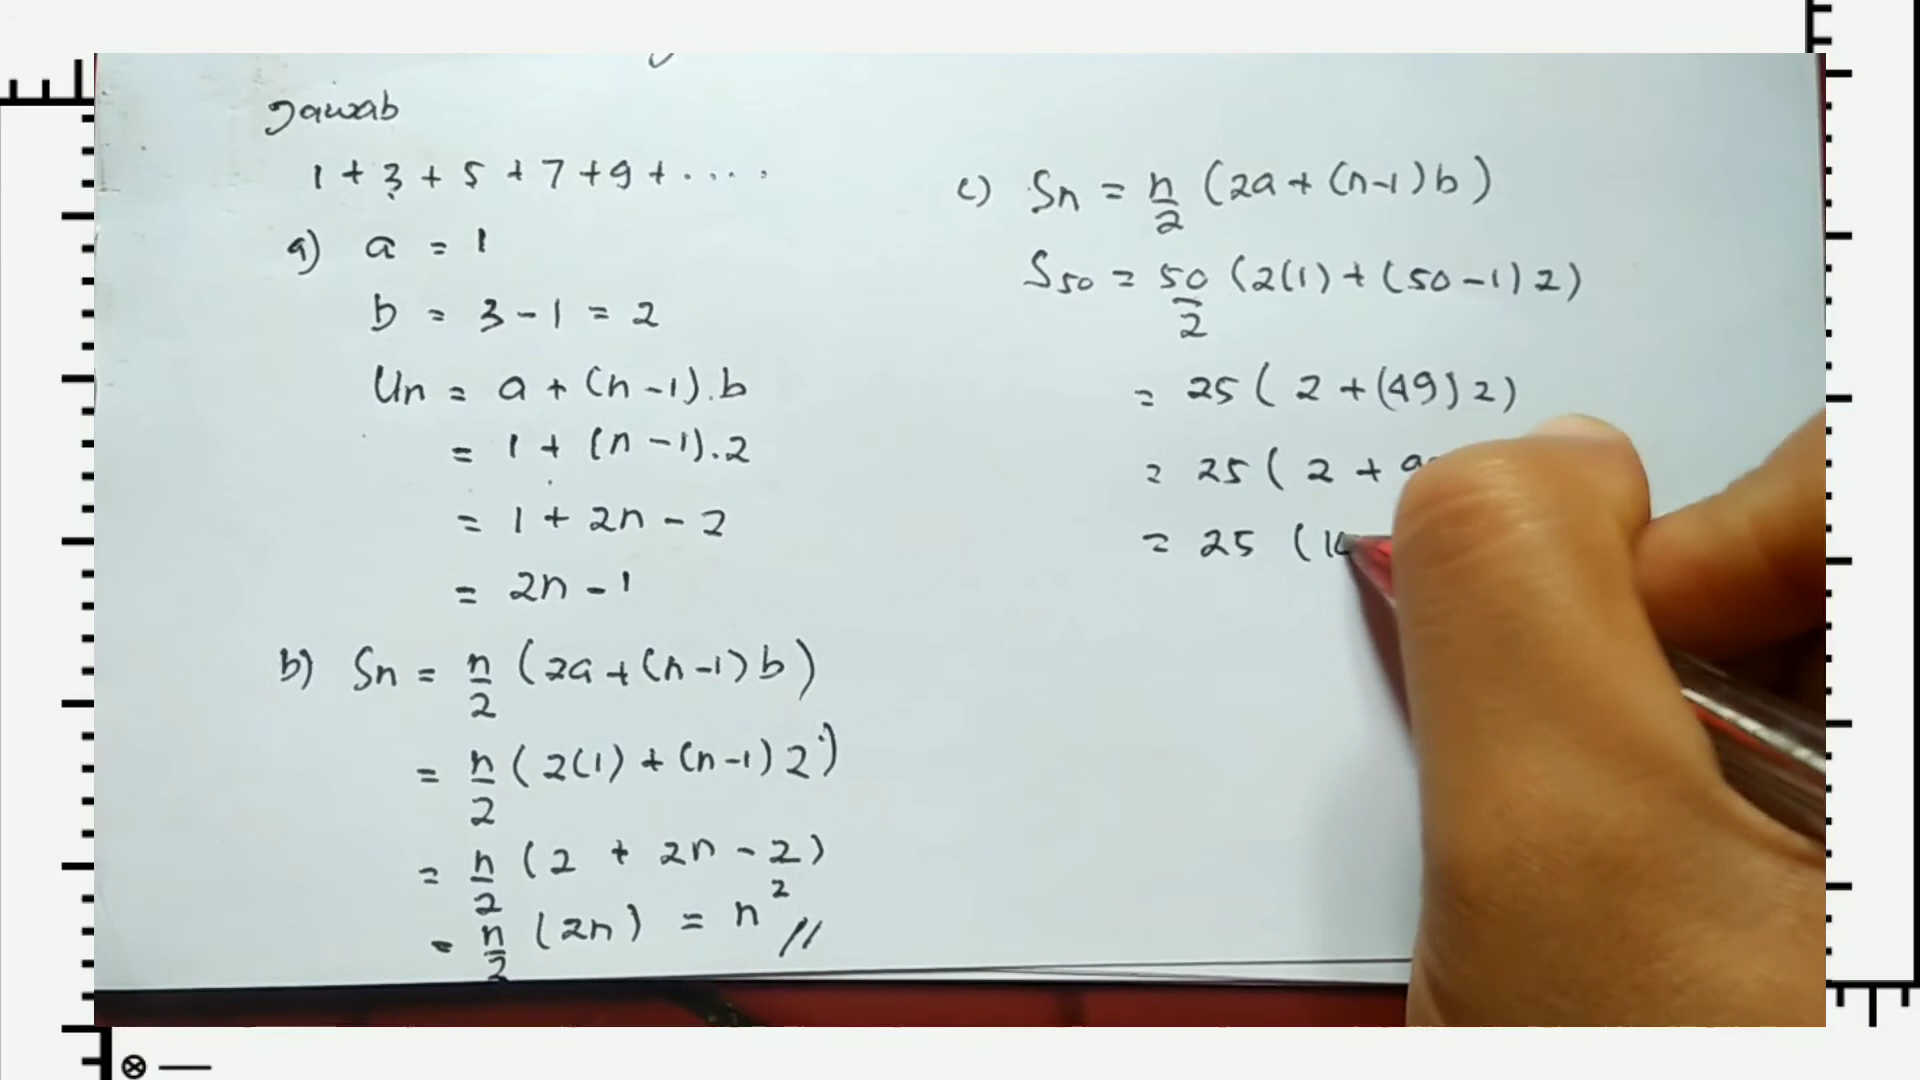 Jawab
1 + 3 + 5 + 7 + 9 + ....
a) a = 1
b = 3 - 1 = 2
Un = a + (n - 1) . b
= 1 + (n - 1) . 2
= 1 + 2n - 2
= 2n - 1
b) Sn = n/2 (2a + (n - 1) b)
= n/2 (2(1) + (n - 1) 2)
= n/2 (2 + 2n - 2)
= n/2 (2n) = n² //
c) Sn = n/2 (2a + (n - 1) b)
S50 = 50/2 (2(1) + (50 - 1) 2)
= 25 ( 2 + (49) 2)
= 25 ( 2 +
= 25 (